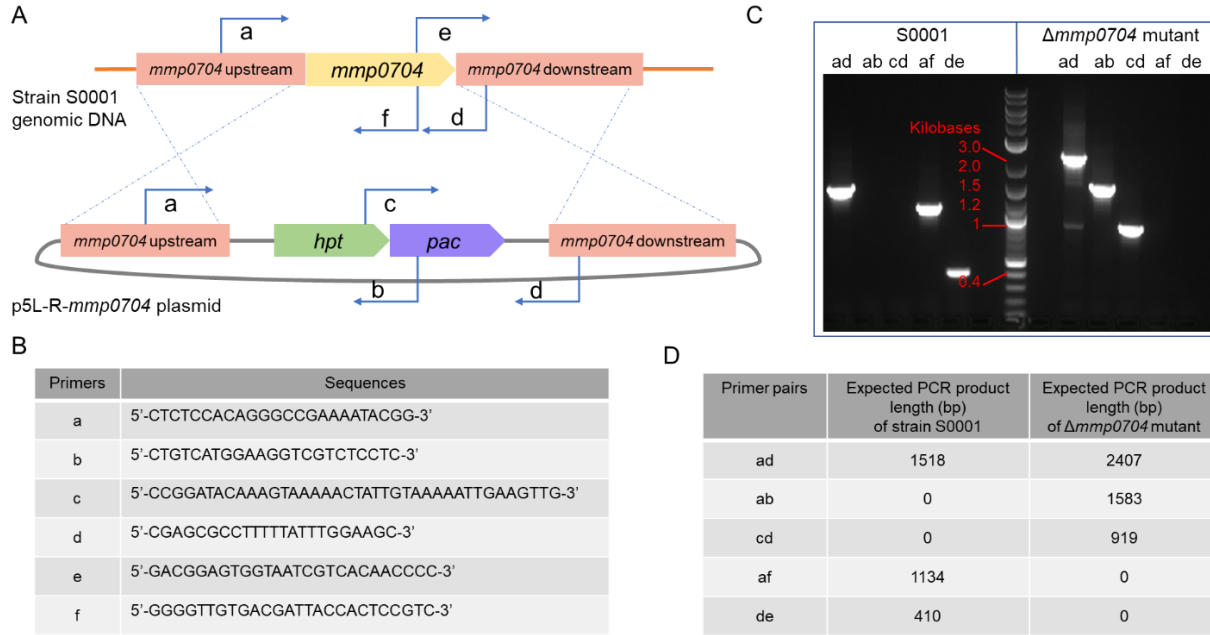 A
a
e
mmp0704 upstream
mmp0704
mmp0704 downstream
Strain S0001
genomic DNA
f
d
a
c
mmp0704 upstream
hpt
pac
mmp0704 downstream
b
d
p5L-R-mmp0704 plasmid
B
Primers Sequences
a 5’-CTCTCCACAGGGCCGAAAATACGG-3’
b 5’-CTGTCATGGAAGGTCGTCTCCTC-3’
c 5’-CCGGATACAAAGTAAAAACTATTGTAAAAATTGAAGTTG-3’
d 5’-CGAGCGCCTTTTTATTTGGAAGC-3’
e 5’-GACGGAGTGGTAATCGTCACAACCCC-3’
f 5’-GGGGTTGTGACGATTACCACTCCGTC-3’
C
S0001 Δmmp0704 mutant
ad ab cd af de ad ab cd af de
Kilobases
3.0
2.0
1.5
1.2
1
0.4
D
Primer pairs
Expected PCR product
length (bp)
of strain S0001
Expected PCR product
length (bp)
of Δmmp0704 mutant
ad 1518 2407
ab 0 1583
cd 0 919
af 1134 0
de 410 0